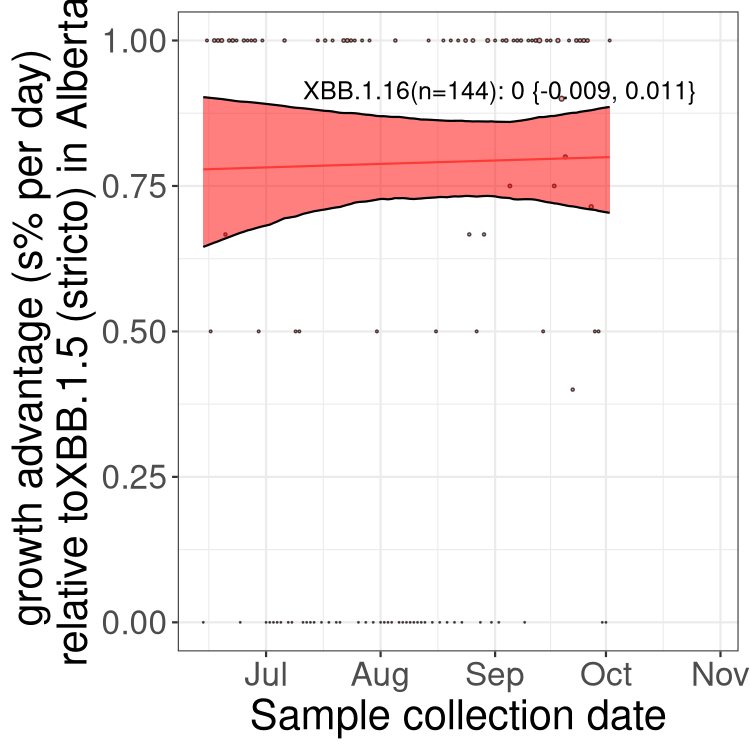 growth advantage (s% per day)
relative toXBB.1.5 (stricto) in Alberta
1.00
0.75
0.50
0.25
0.00
XBB.1.16(n=144): 0 {-0.009, 0.011}
Jul Aug Sep Oct Nov
Sample collection date